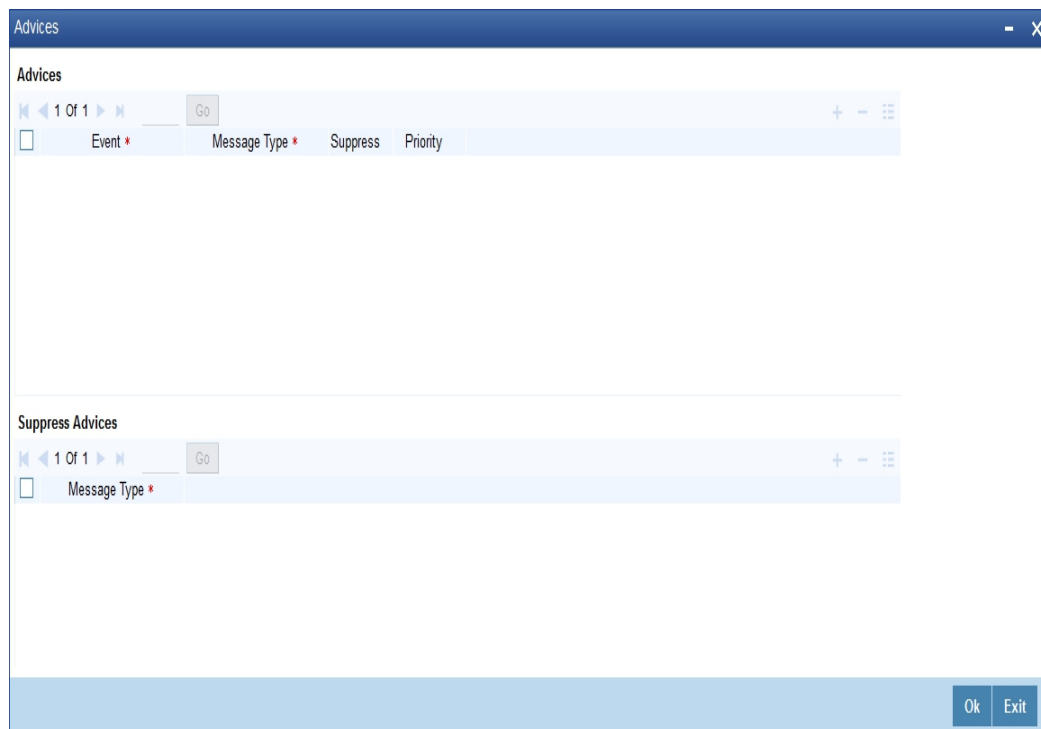 Advices
Advices
1 Of 1 Go
Event * Message Type * Suppress Priority
Suppress Advices
1 Of 1 Go
Message Type *
Ok Exit